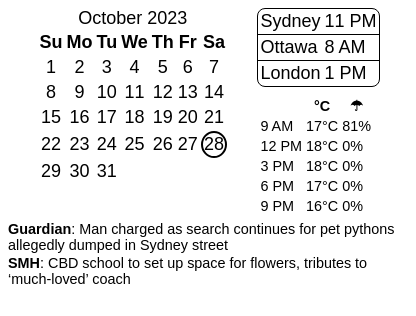 October 2023
Su Mo Tu We Th Fr Sa
1 2 3 4 5 6 7
8 9 10 11 12 13 14
15 16 17 18 19 20 21
22 23 24 25 26 27 28
29 30 31
Sydney 11 PM
Ottawa 8 AM
London 1 PM
°C ☂
9 AM 17°C 81%
12 PM 18°C 0%
3 PM 18°C 0%
6 PM 17°C 0%
9 PM 16°C 0%
Guardian: Man charged as search continues for pet pythons
allegedly dumped in Sydney street
SMH: CBD school to set up space for flowers, tributes to
‘much-loved’ coach